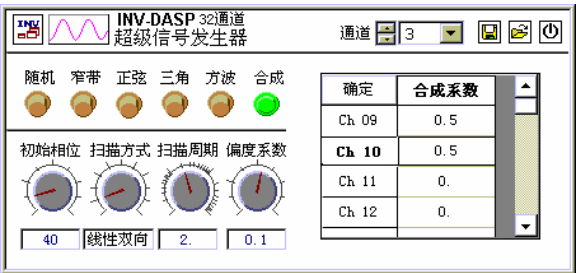 INV
INV-DASP 32通道
超级信号发生器
通道 3
随机 窄带 正弦 三角 方波 合成
初始相位 扫描方式 扫描周期 偏度系数
40 线性双向 2. 0.1
确定 合成系数
Ch 09 0.5
Ch 10 0.5
Ch 11 0.
Ch 12 0.